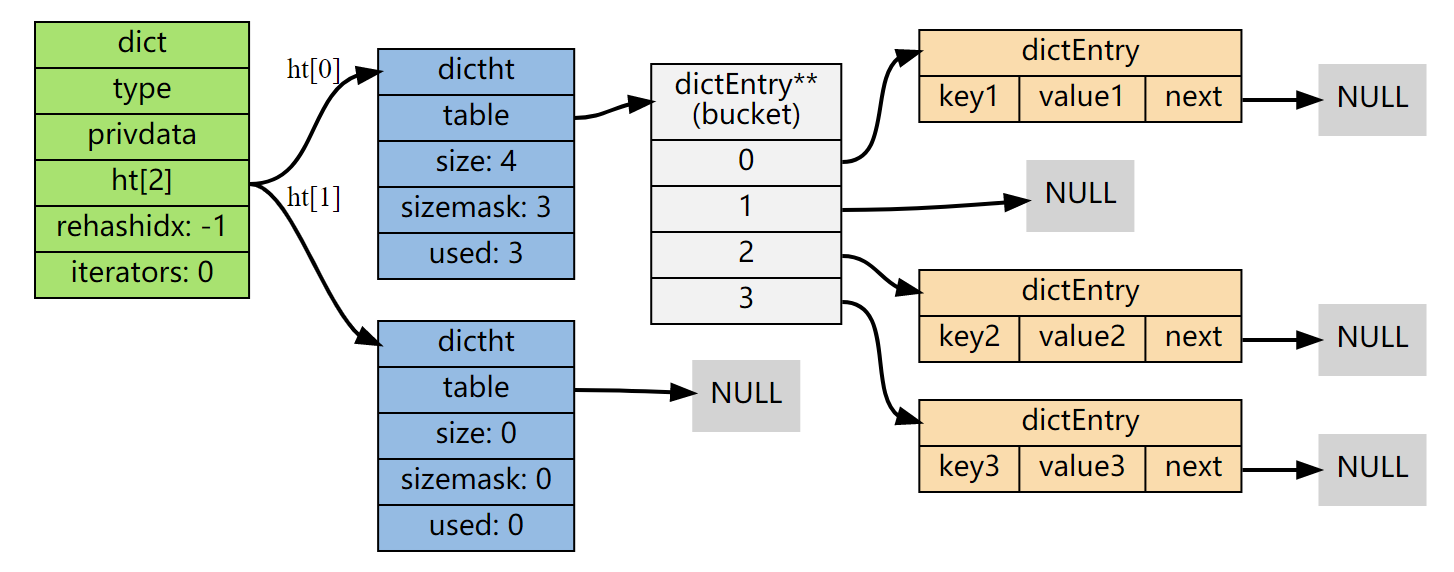 dict
type
privdata
ht[2]
rehashidx: -1
iterators: 0
ht[0]
ht[1]
dictht
table
size: 4
sizemask: 3
used: 3
dictht
table
size: 0
sizemask: 0
used: 0
dictEntry**
(bucket)
0
1
2
3
NULL
dictEntry
key1 value1 next
NULL
NULL
dictEntry
key2 value2 next
NULL
dictEntry
key3 value3 next
NULL